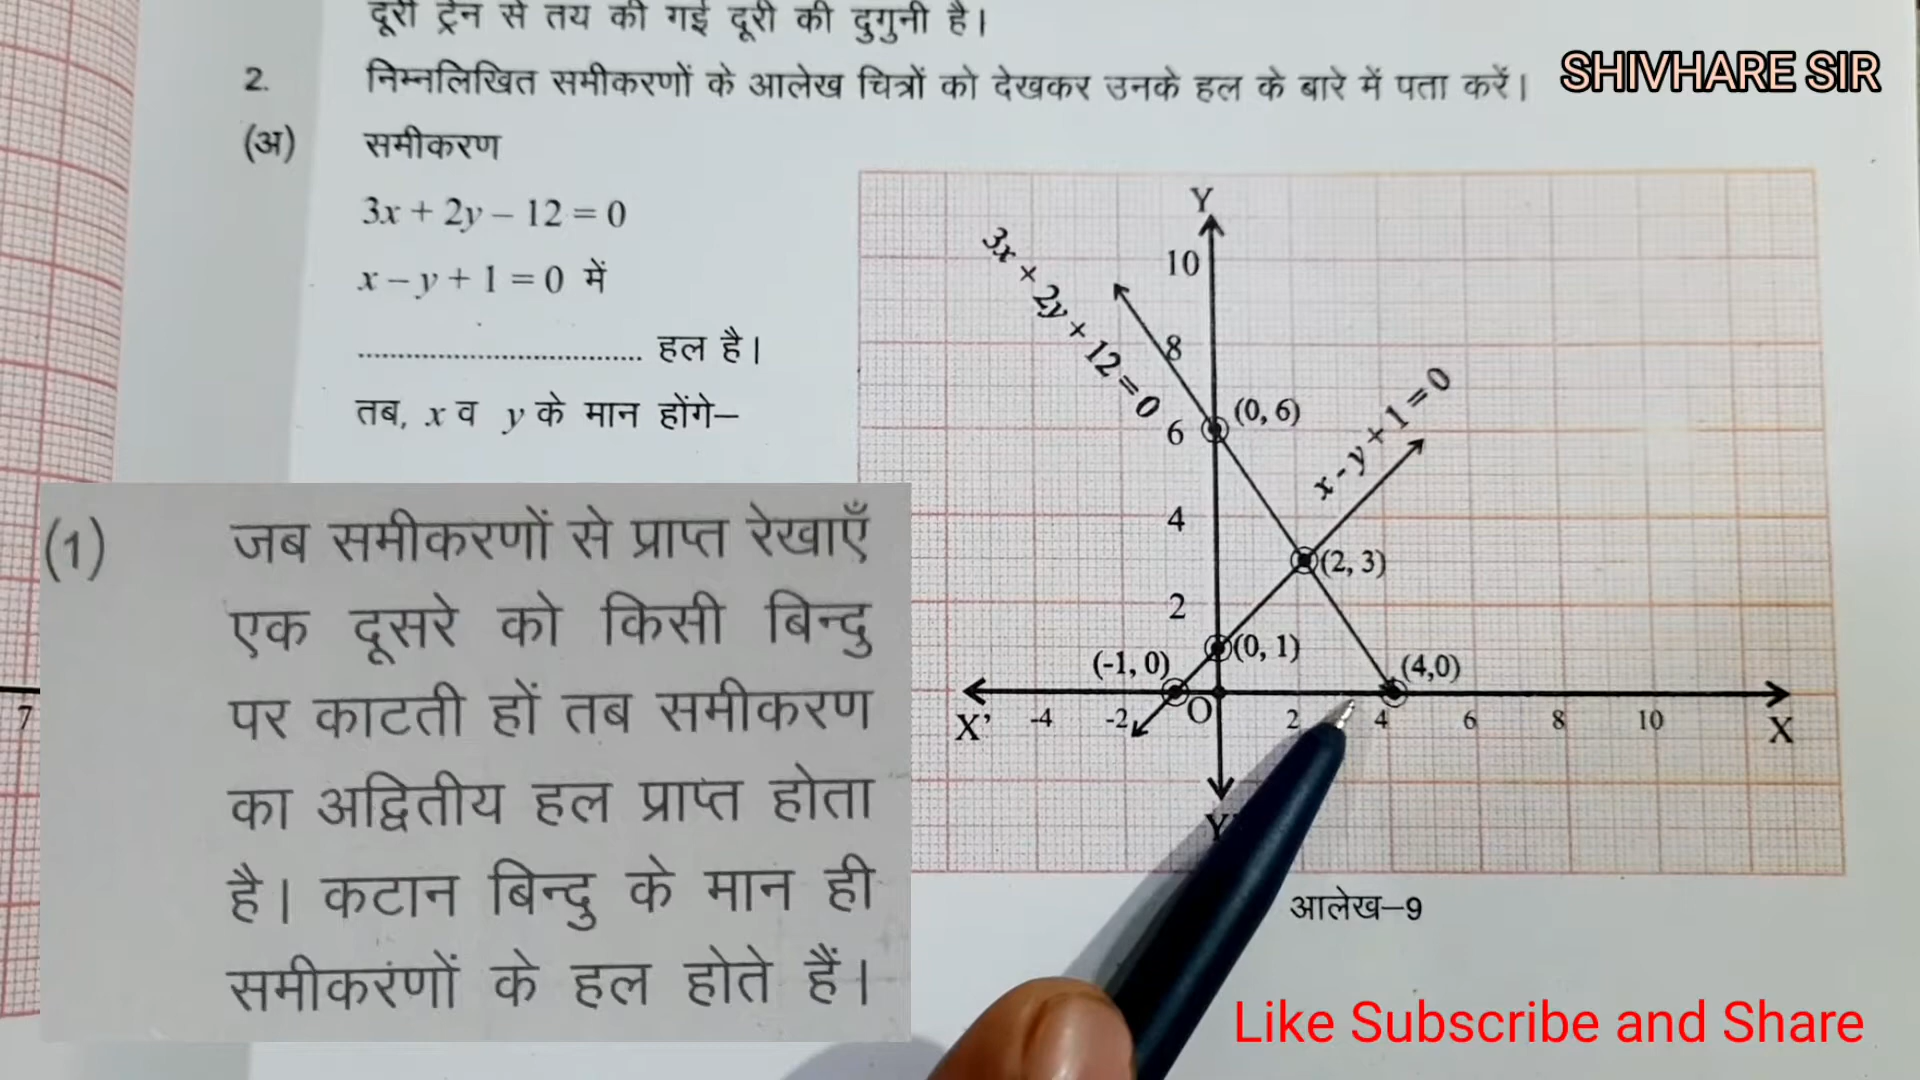 दूरी ट्रेन से तय की गई दूरी की दुगुनी है।
2. निम्नलिखित समीकरणों के आलेख चित्रों को देखकर उनके हल के बारे में पता करें।
SHIVHARE SIR
(अ) समीकरण
3x + 2y – 12 = 0
x – y + 1 = 0 में
.................................. हल है।
तब, x व y के मान होंगे–
(1) जब समीकरणों से प्राप्त रेखाएँ
एक दूसरे को किसी बिन्दु
पर काटती हों तब समीकरण
का अद्वितीय हल प्राप्त होता
है। कटान बिन्दु के मान ही
समीकरंणों के हल होते हैं।
7
Y
10
3x + 2y + 12 = 0
8
x - y + 1 = 0
6 (0, 6)
4
(2, 3)
2
(0, 1)
(-1, 0)
(4,0)
X' -4 -2 O 2 4 6 8 10 X
Y'
आलेख–9
Like Subscribe and Share